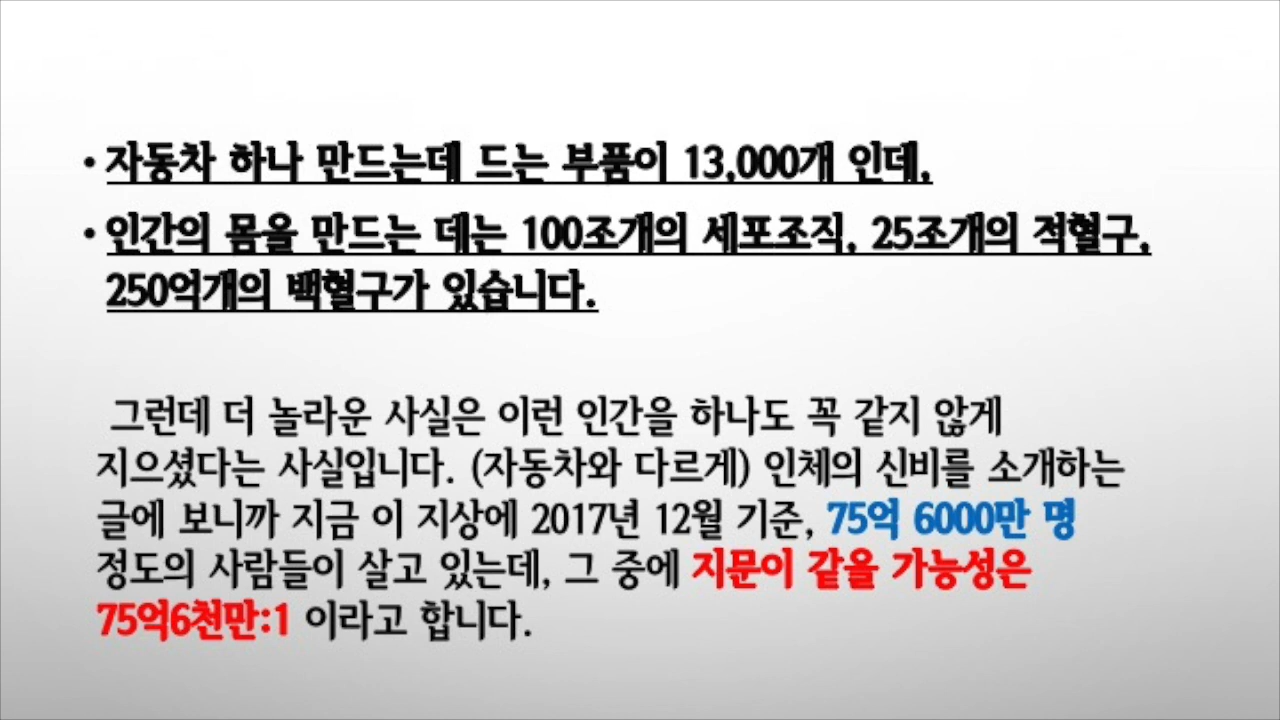 • 자동차 하나 만드는데 드는 부품이 13,000개 인데,
• 인간의 몸을 만드는 데는 100조개의 세포조직, 25조개의 적혈구,
250억개의 백혈구가 있습니다.
그런데 더 놀라운 사실은 이런 인간을 하나도 꼭 같지 않게
지으셨다는 사실입니다. (자동차와 다르게) 인체의 신비를 소개하는
글에 보니까 지금 이 지상에 2017년 12월 기준, 75억 6000만 명
정도의 사람들이 살고 있는데, 그 중에 지문이 같을 가능성은
75억6천만:1 이라고 합니다.